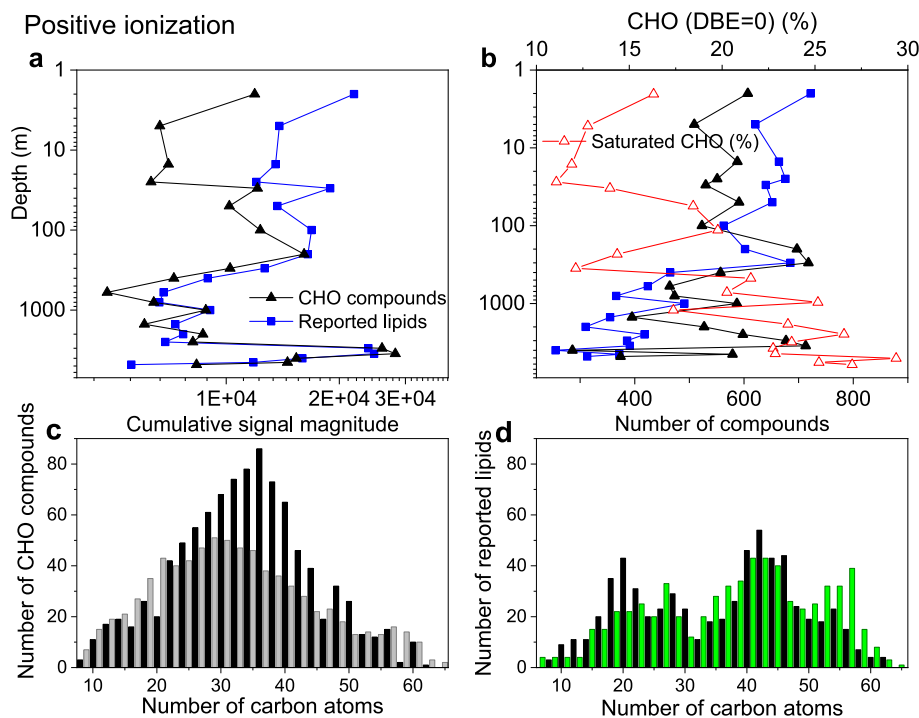 Positive ionization
CHO (DBE=0) (%)
a
b
10 15 20 25 30
1
10
100
1000
Depth (m)
CHO compounds
Reported lipids
1E+04 2E+04 3E+04
Cumulative signal magnitude
1
10
100
1000
Saturated CHO (%)
400 600 800
Number of compounds
c
d
80
60
40
20
0
Number of CHO compounds
10 20 30 40 50 60
Number of carbon atoms
80
60
40
20
0
Number of reported lipids
10 20 30 40 50 60
Number of carbon atoms